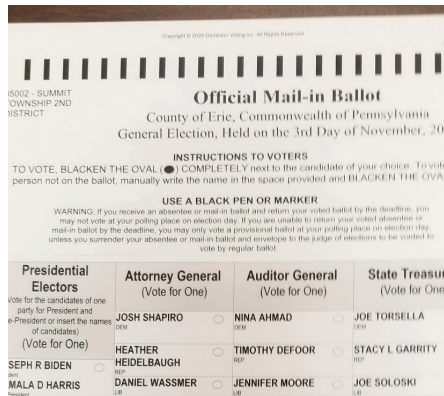 Copyright © 2020 Dominion Voting Inc. All Rights Reserved
65002 - SUMMIT
TOWNSHIP 2ND
DISTRICT
Official Mail-in Ballot
County of Erie, Commonwealth of Pennsylvania
General Election, Held on the 3rd Day of November, 20
INSTRUCTIONS TO VOTERS
TO VOTE, BLACKEN THE OVAL ( ) COMPLETELY next to the candidate of your choice. To vote
person not on the ballot, manually write the name in the space provided and BLACKEN THE OVA
USE A BLACK PEN OR MARKER
WARNING: If you receive an absentee or mail-in ballot and return your voted ballot by the deadline, you
may not vote at your polling place on election day. If you are unable to return your voted absentee or
mail-in ballot by the deadline, you may only vote a provisional ballot at your polling place on election day,
unless you surrender your absentee or mail-in ballot and envelope to the judge of elections to be voided to
vote by regular ballot.
Presidential
Electors
Vote for the candidates of one
party for President and
e-President or insert the names
of candidates)
(Vote for One)
SEPH R BIDEN
dent
MALA D HARRIS
President
Attorney General
(Vote for One)
JOSH SHAPIRO
DEM
HEATHER
HEIDELBAUGH
REP
DANIEL WASSMER
LIB
Auditor General
(Vote for One)
NINA AHMAD
DEM
TIMOTHY DEFOOR
REP
JENNIFER MOORE
LIB
State Treasur
(Vote for One
JOE TORSELLA
DEM
STACY L GARRITY
REP
JOE SOLOSKI
LIB